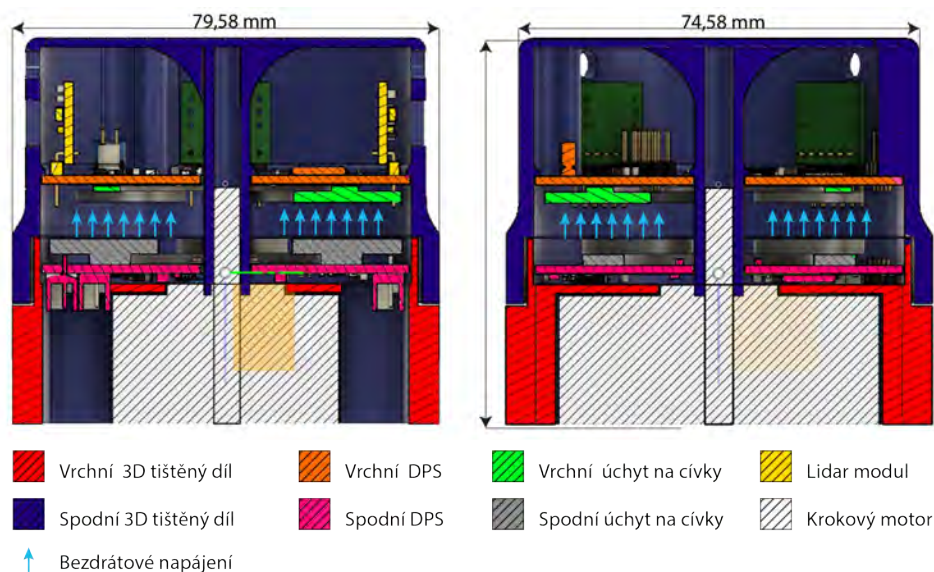 79,58 mm
74,58 mm
Vrchní 3D tištěný díl
Vrchní DPS
Vrchní úchyt na cívky
Lidar modul
Spodní 3D tištěný díl
Spodní DPS
Spodní úchyt na cívky
Krokový motor
Bezdrátové napájení